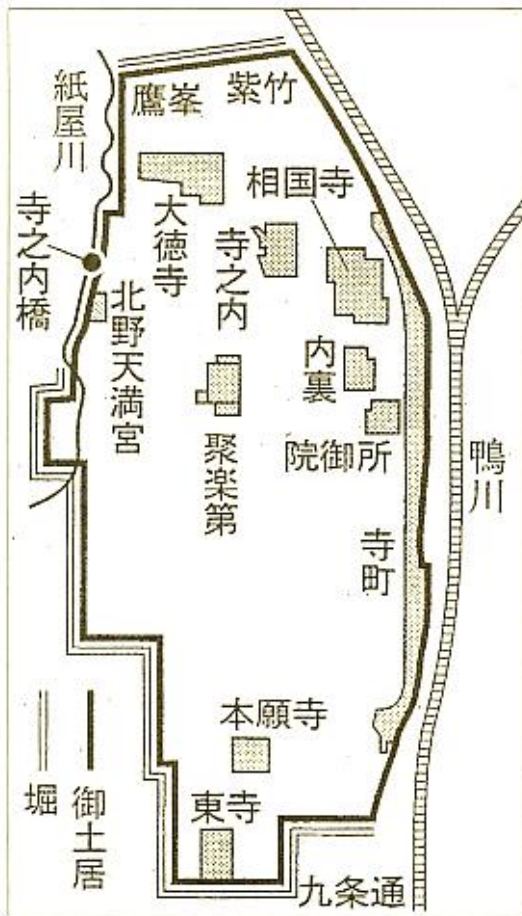 紙屋川
鷹峯
紫竹
相国寺
大徳寺
寺之内
寺之内橋
北野天満宮
内裏
聚楽第
院御所
鴨川
寺町
本願寺
東寺
九条通
堀
御土居